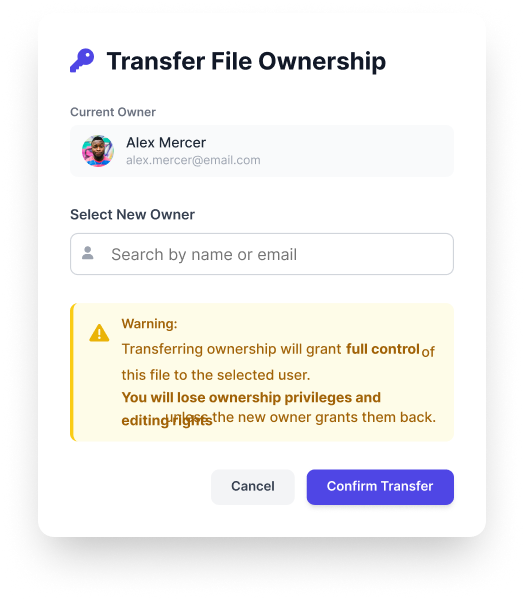 Transfer File Ownership
Current Owner
Alex Mercer
alex.mercer@email.com
Select New Owner
Search by name or email
Warning:
Transferring ownership will grant full control of
this file to the selected user.
You will lose ownership privileges and
editing rights unless the new owner grants them back.
Cancel
Confirm Transfer